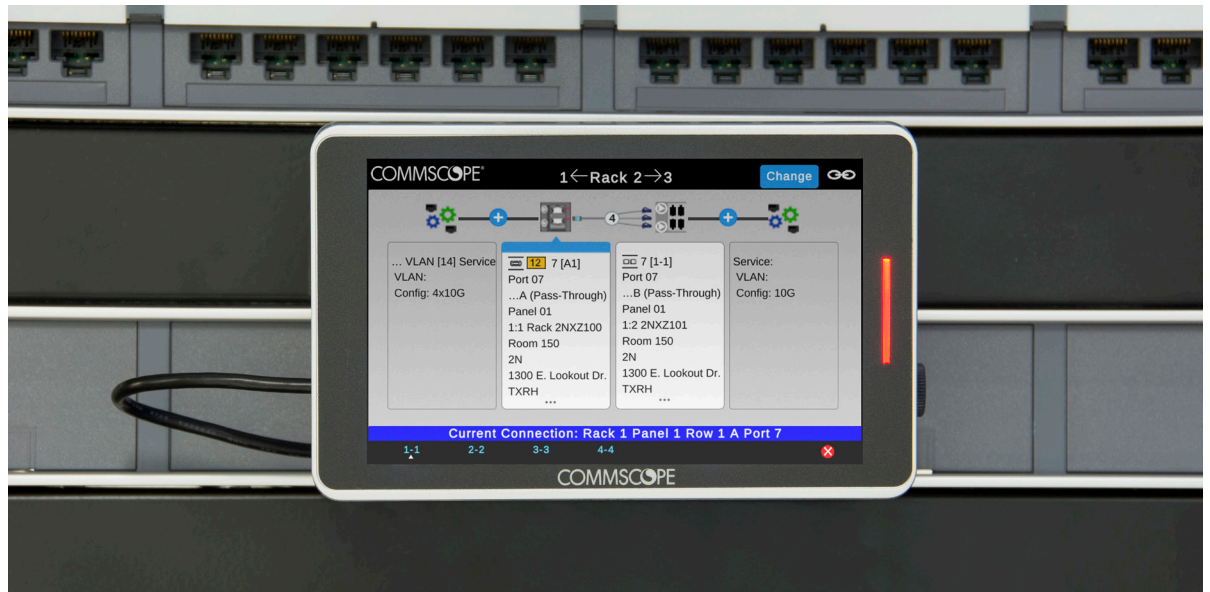 COMMSCOPE®
1←Rack 2→3
Change
4
... VLAN [14] Service
VLAN:
Config: 4x10G
12 7 [A1]
Port 07
...A (Pass-Through)
Panel 01
1:1 Rack 2NXZ100
Room 150
2N
1300 E. Lookout Dr.
TXRH
...
7 [1-1]
Port 07
...B (Pass-Through)
Panel 01
1:2 2NXZ101
Room 150
2N
1300 E. Lookout Dr.
TXRH
...
Service:
VLAN:
Config: 10G
Current Connection: Rack 1 Panel 1 Row 1 A Port 7
1-1 2-2 3-3 4-4
COMMSCOPE